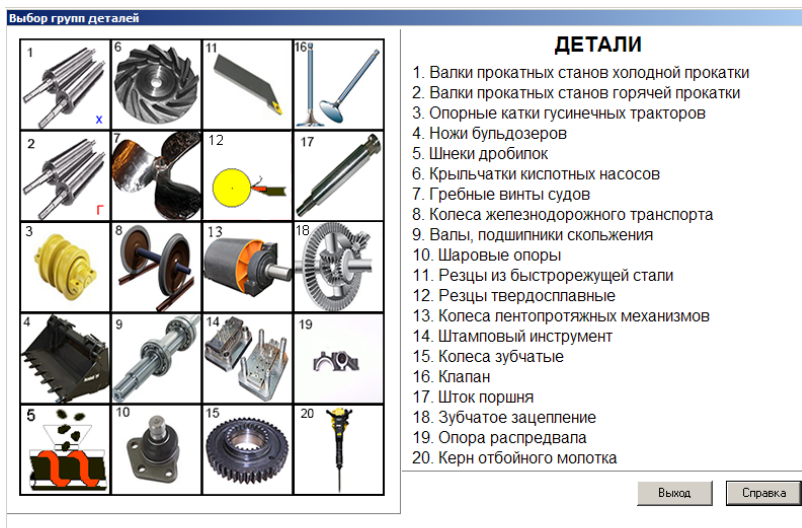 Выбор групп деталей
1
6
11
16
Х
2
7
12
17
Г
3
8
13
18
4
9
14
19
5
10
15
20
ДЕТАЛИ
1. Валки прокатных станов холодной прокатки
2. Валки прокатных станов горячей прокатки
3. Опорные катки гусинечных тракторов
4. Ножи бульдозеров
5. Шнеки дробилок
6. Крыльчатки кислотных насосов
7. Гребные винты судов
8. Колеса железнодорожного транспорта
9. Валы, подшипники скольжения
10. Шаровые опоры
11. Резцы из быстрорежущей стали
12. Резцы твердосплавные
13. Колеса лентопротяжных механизмов
14. Штамповый инструмент
15. Колеса зубчатые
16. Клапан
17. Шток поршня
18. Зубчатое зацепление
19. Опора распредвала
20. Керн отбойного молотка
Выход
Справка